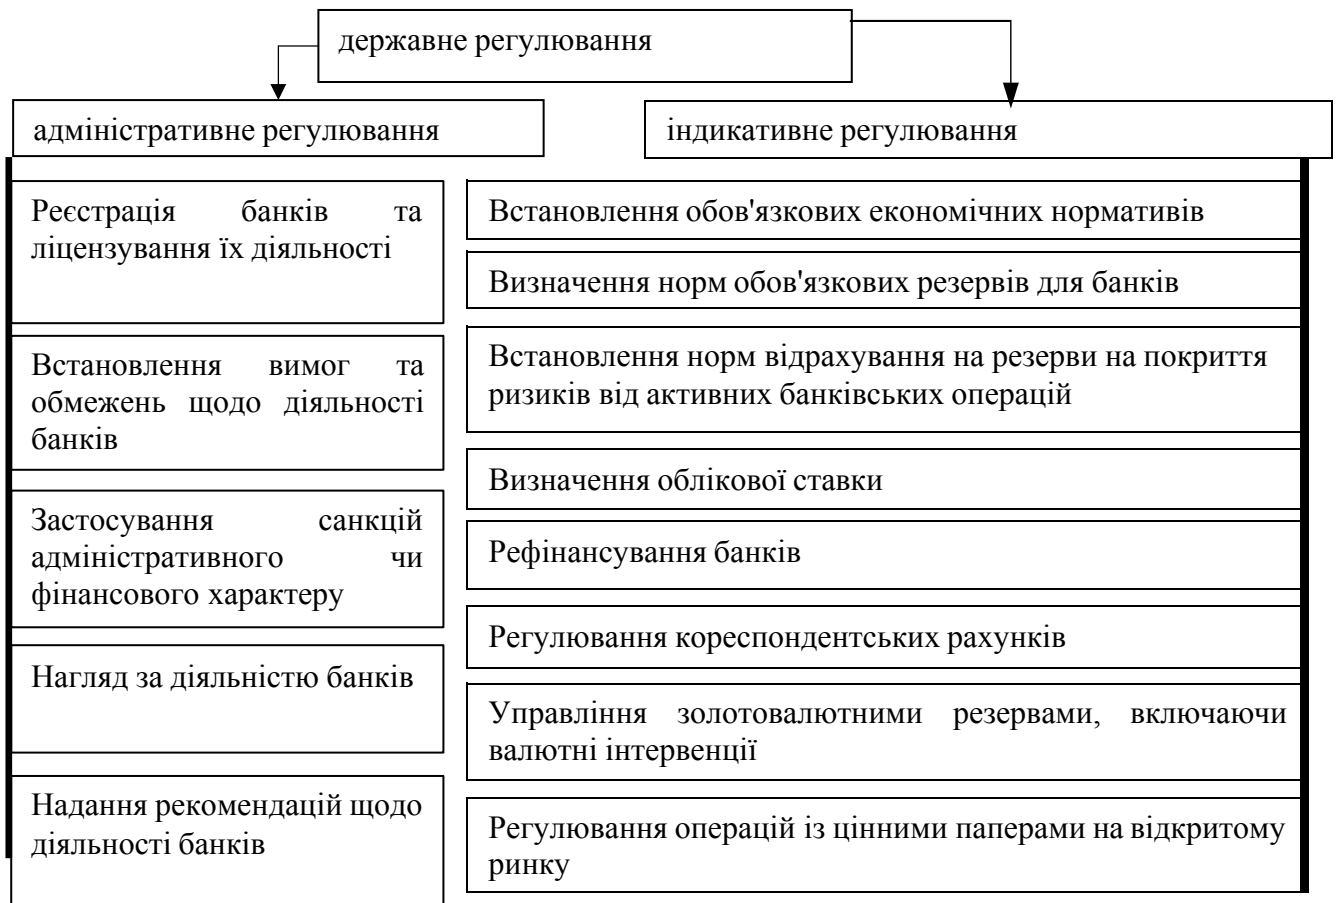 державне регулювання
адміністративне регулювання
індикативне регулювання
Реєстрація банків та
ліцензування їх діяльності
Встановлення вимог та
обмежень щодо діяльності
банків
Застосування санкцій
адміністративного чи
фінансового характеру
Нагляд за діяльністю банків
Надання рекомендацій щодо
діяльності банків
Встановлення обов'язкових економічних нормативів
Визначення норм обов'язкових резервів для банків
Встановлення норм відрахування на резерви на покриття
ризиків від активних банківських операцій
Визначення облікової ставки
Рефінансування банків
Регулювання кореспондентських рахунків
Управління золотовалютними резервами, включаючи
валютні інтервенції
Регулювання операцій із цінними паперами на відкритому
ринку